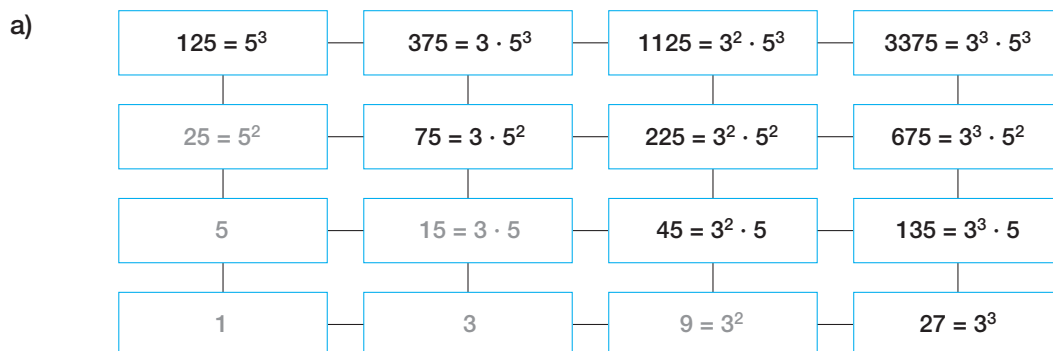 a)
125 = 5³ 375 = 3 · 5³ 1125 = 3² · 5³ 3375 = 3³ · 5³
25 = 5² 75 = 3 · 5² 225 = 3² · 5² 675 = 3³ · 5²
5 15 = 3 · 5 45 = 3² · 5 135 = 3³ · 5
1 3 9 = 3² 27 = 3³